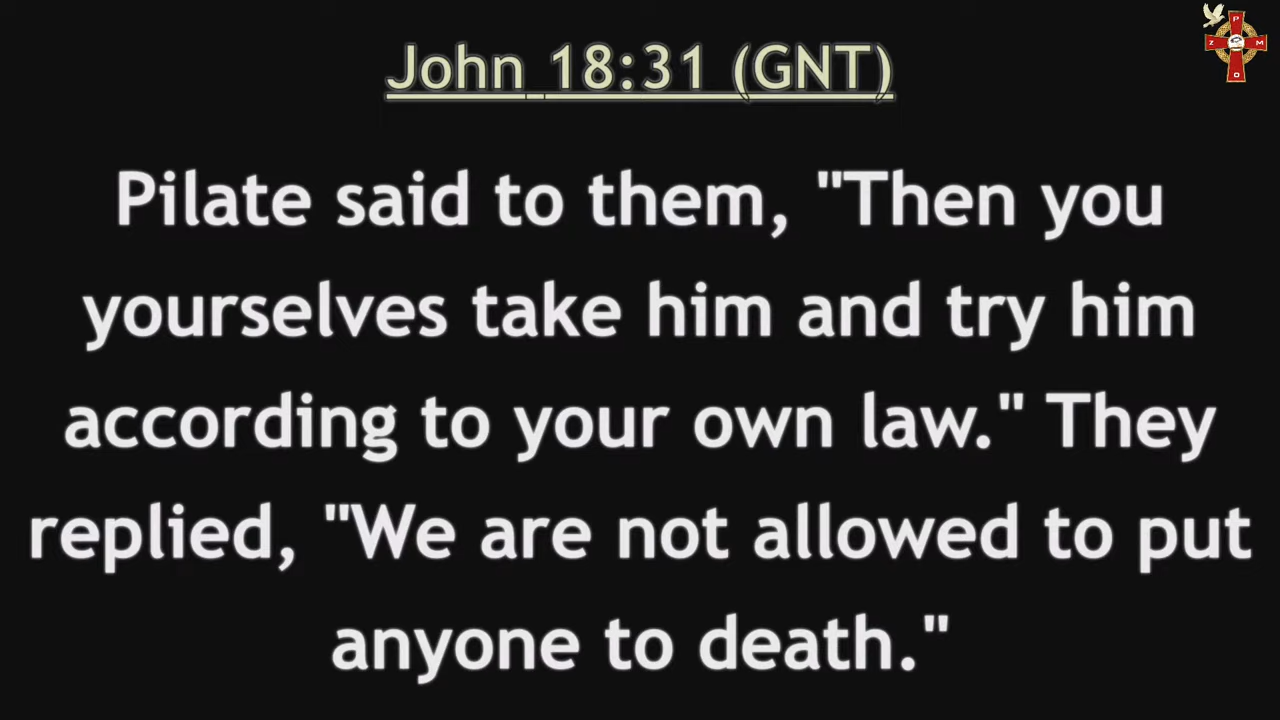 John 18:31 (GNT)
Pilate said to them, "Then you
yourselves take him and try him
according to your own law." They
replied, "We are not allowed to put
anyone to death."
P
Z M
O